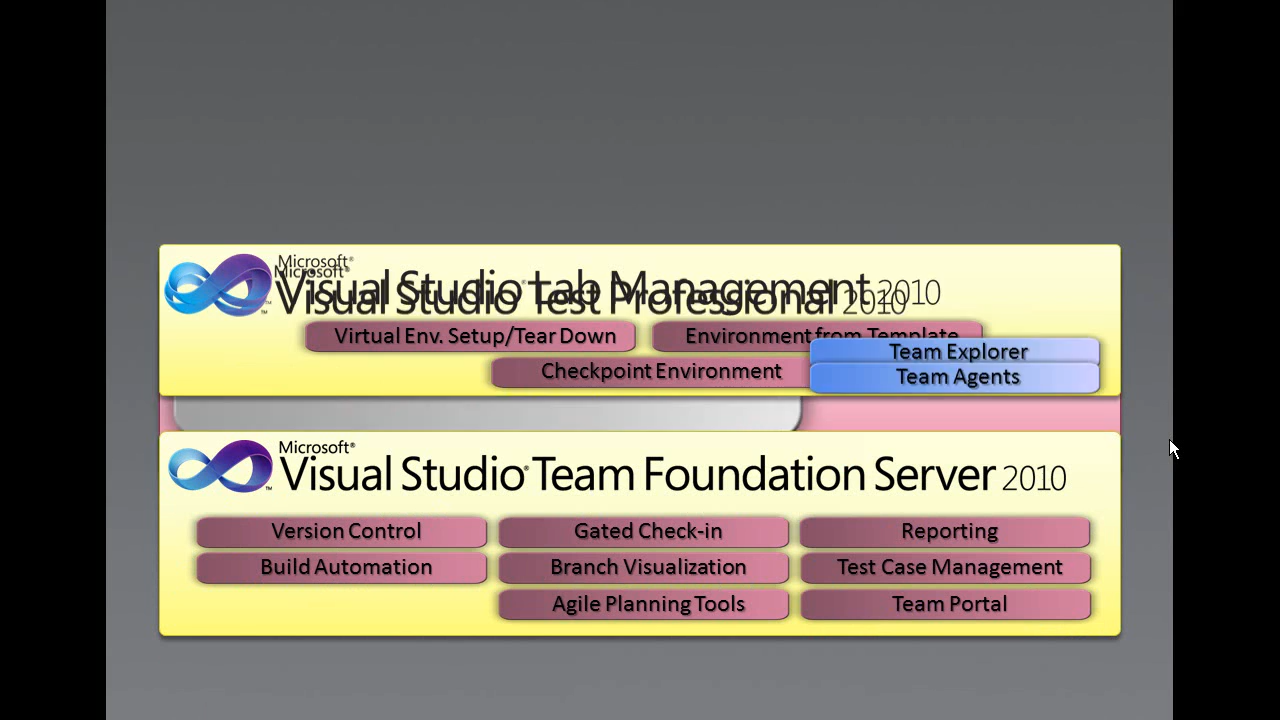 Microsoft®
Microsoft®
Visual Studio® Lab Management 2010
Visual Studio® Test Professional 2010
Virtual Env. Setup/Tear Down
Environment from Template
Team Explorer
Checkpoint Environment
Team Agents
Microsoft®
Visual Studio® Team Foundation Server 2010
Version Control
Gated Check-in
Reporting
Build Automation
Branch Visualization
Test Case Management
Agile Planning Tools
Team Portal